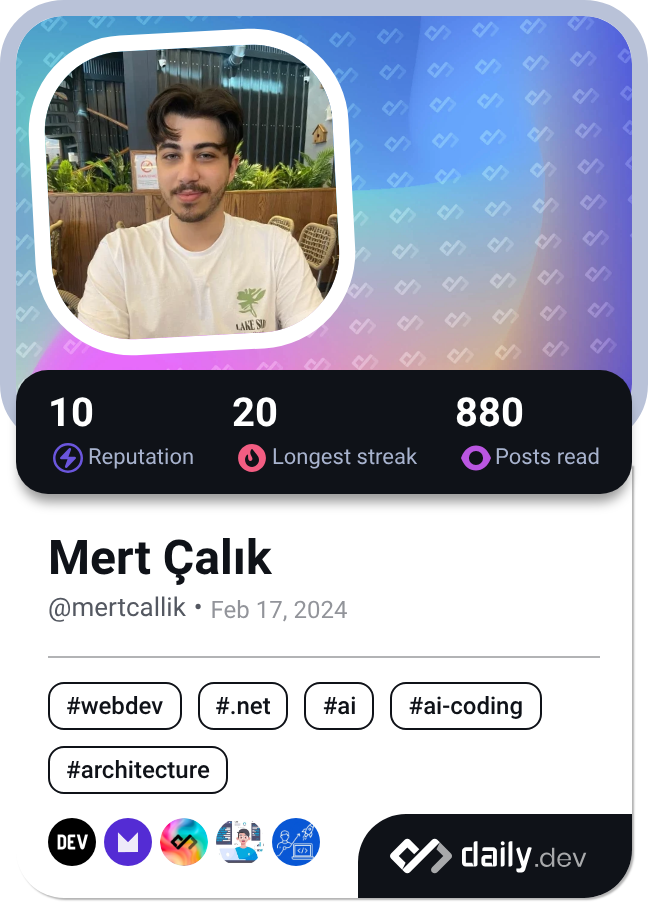 LAKE
10 20 880
Reputation Longest streak Posts read
Mert Çalık
@mertcallik • Feb 17, 2024
#webdev #.net #ai #ai-coding
#architecture
DEV
daily.dev